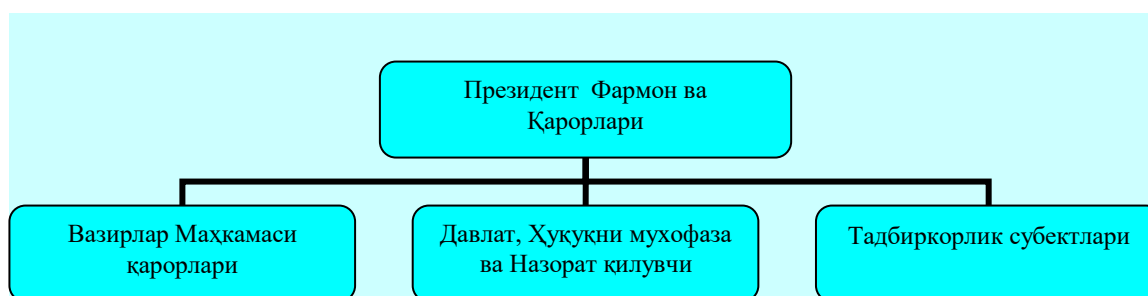 Президент Фармон ва
Қарорлари
Вазирлар Маҳкамаси
қарорлари
Давлат, Ҳуқуқни мухофаза
ва Назорат қилувчи
Тадбиркорлик субектлари